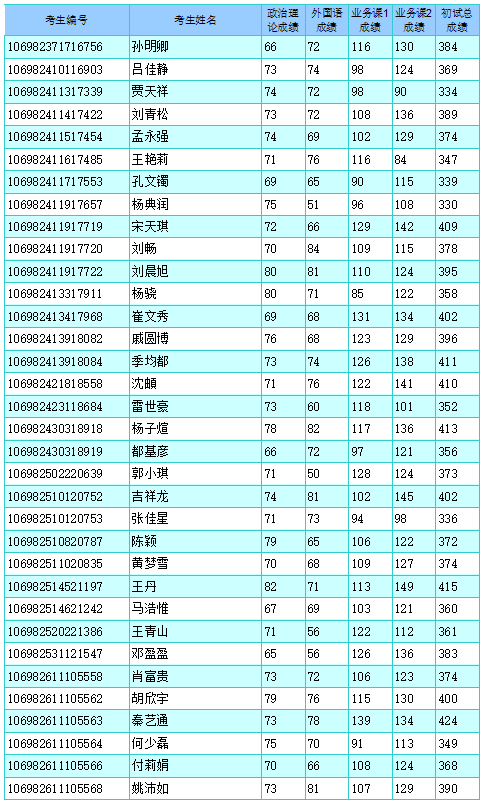 考生编号 考生姓名 政治理论成绩 外国语成绩 业务课1成绩 业务课2成绩 初试总成绩
106982371716756 孙明卿 66 72 116 130 384
106982410116903 吕佳静 73 74 98 124 369
106982411317339 贾天祥 74 72 98 90 334
106982411417422 刘青松 73 72 108 136 389
106982411517454 孟永强 74 69 102 129 374
106982411617485 王艳莉 71 76 116 84 347
106982411717553 孔文镯 69 65 90 115 339
106982411917657 杨典润 75 51 96 108 330
106982411917719 宋天琪 72 66 129 142 409
106982411917720 刘畅 70 84 109 115 378
106982411917722 刘晨旭 80 81 110 124 395
106982413317911 杨骁 80 71 85 122 358
106982413417968 崔文秀 69 68 131 134 402
106982413918082 戚圆博 76 68 123 129 396
106982413918084 季均都 73 74 126 138 411
106982421818558 沈 71 76 122 141 410
106982423118684 雷世豪 73 60 118 101 352
106982430318918 杨子煊 78 82 117 136 413
106982430318919 都基彦 66 72 97 121 356
106982502220639 郭小琪 71 50 128 124 373
106982510120752 吉祥龙 74 81 102 145 402
106982510120753 张佳星 71 73 94 98 336
106982510820787 陈颖 79 65 106 122 372
106982511020835 黄梦雪 70 68 109 127 374
106982514521197 王丹 82 71 113 149 415
106982514621242 马浩惟 67 69 103 121 360
106982520221386 王青山 71 56 122 112 361
106982531121547 邓盈盈 65 56 126 136 383
106982611105558 肖富贵 73 72 106 123 374
106982611105562 胡欣宇 79 76 115 130 400
106982611105563 秦艺通 73 78 139 134 424
106982611105564 何少磊 75 70 91 113 349
106982611105566 付莉娟 70 66 108 124 368
106982611105568 姚沛如 73 81 107 129 390